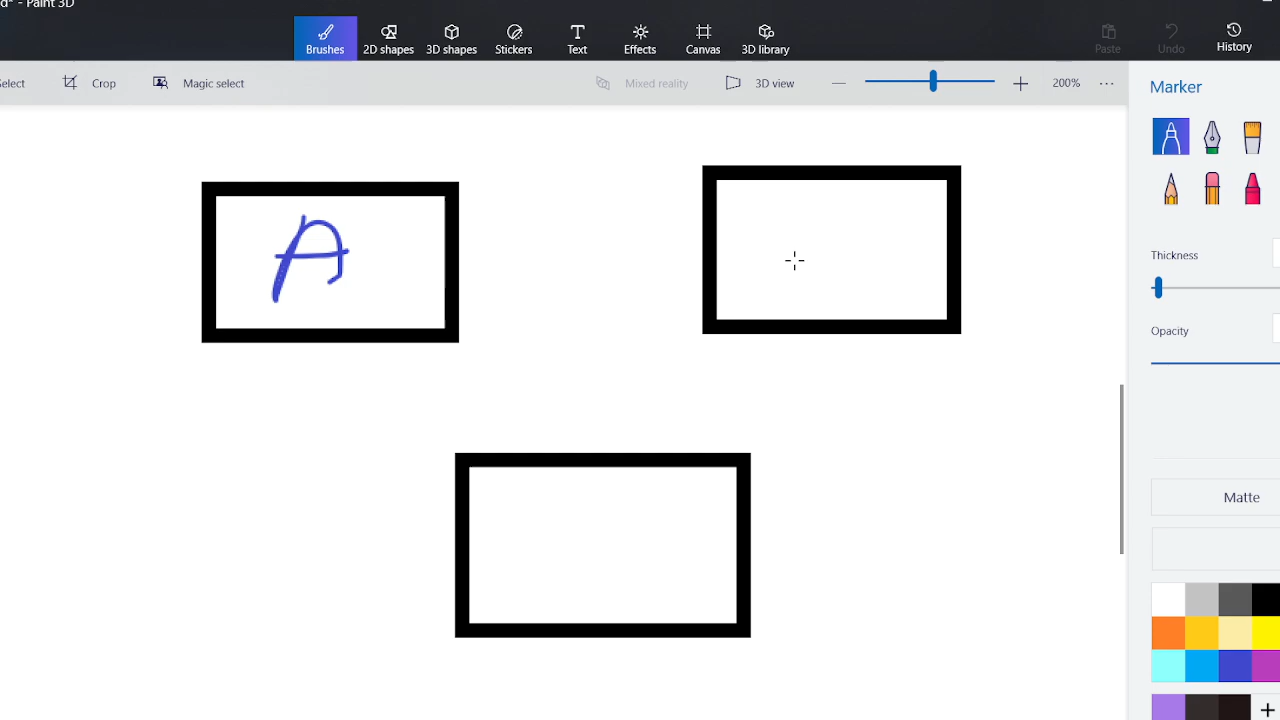 d* - Paint 3D
Brushes 2D shapes 3D shapes Stickers Text Effects Canvas 3D library Paste Undo History
elect Crop Magic select Mixed reality 3D view 200% ...
Marker
A
Thickness
Opacity
Matte